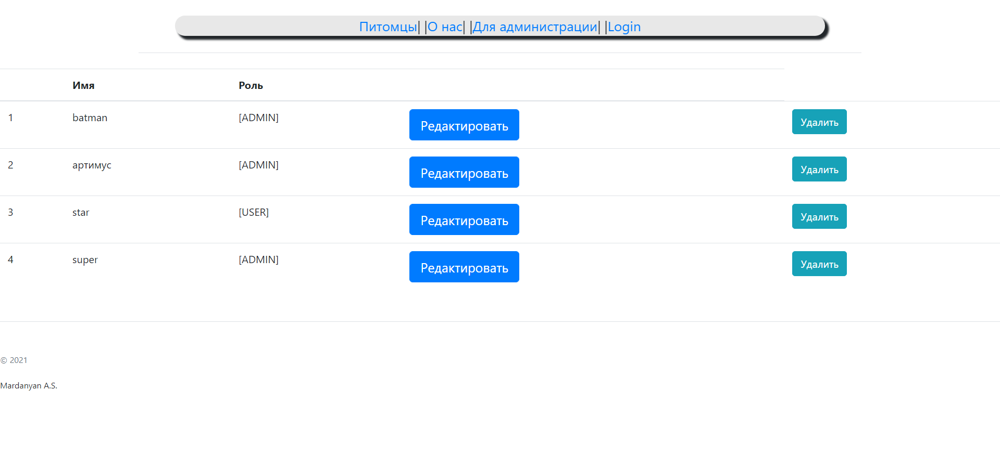 Питомцы| |О нас| |Для администрации| |Login
Имя Роль
1 batman [ADMIN] Редактировать Удалить
2 артимус [ADMIN] Редактировать Удалить
3 star [USER] Редактировать Удалить
4 super [ADMIN] Редактировать Удалить
© 2021
Mardanyan A.S.